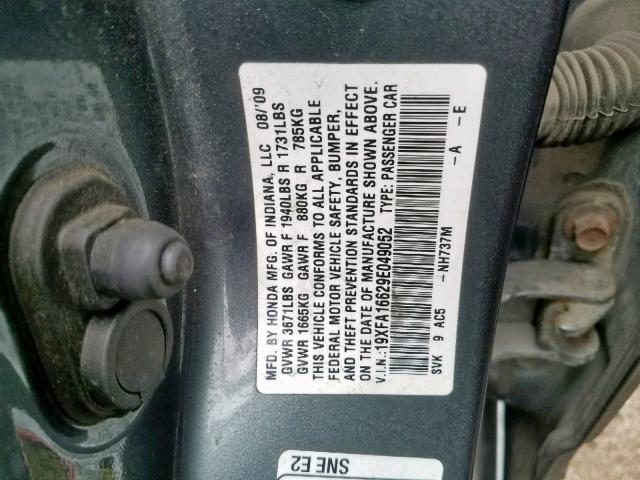 MFD. BY HONDA MFG. OF INDIANA, LLC 08/'09
GVWR 3671LBS GAWR F 1940LBS R 1731LBS
GVWR 1665KG GAWR F 880KG R 785KG
THIS VEHICLE CONFORMS TO ALL APPLICABLE
FEDERAL MOTOR VEHICLE SAFETY, BUMPER,
AND THEFT PREVENTION STANDARDS IN EFFECT
ON THE DATE OF MANUFACTURE SHOWN ABOVE.
V.I.N.:19XFA16629E049052 TYPE: PASSENGER CAR
SVK 9 AC5 -NH737M -A -E
SNE E2